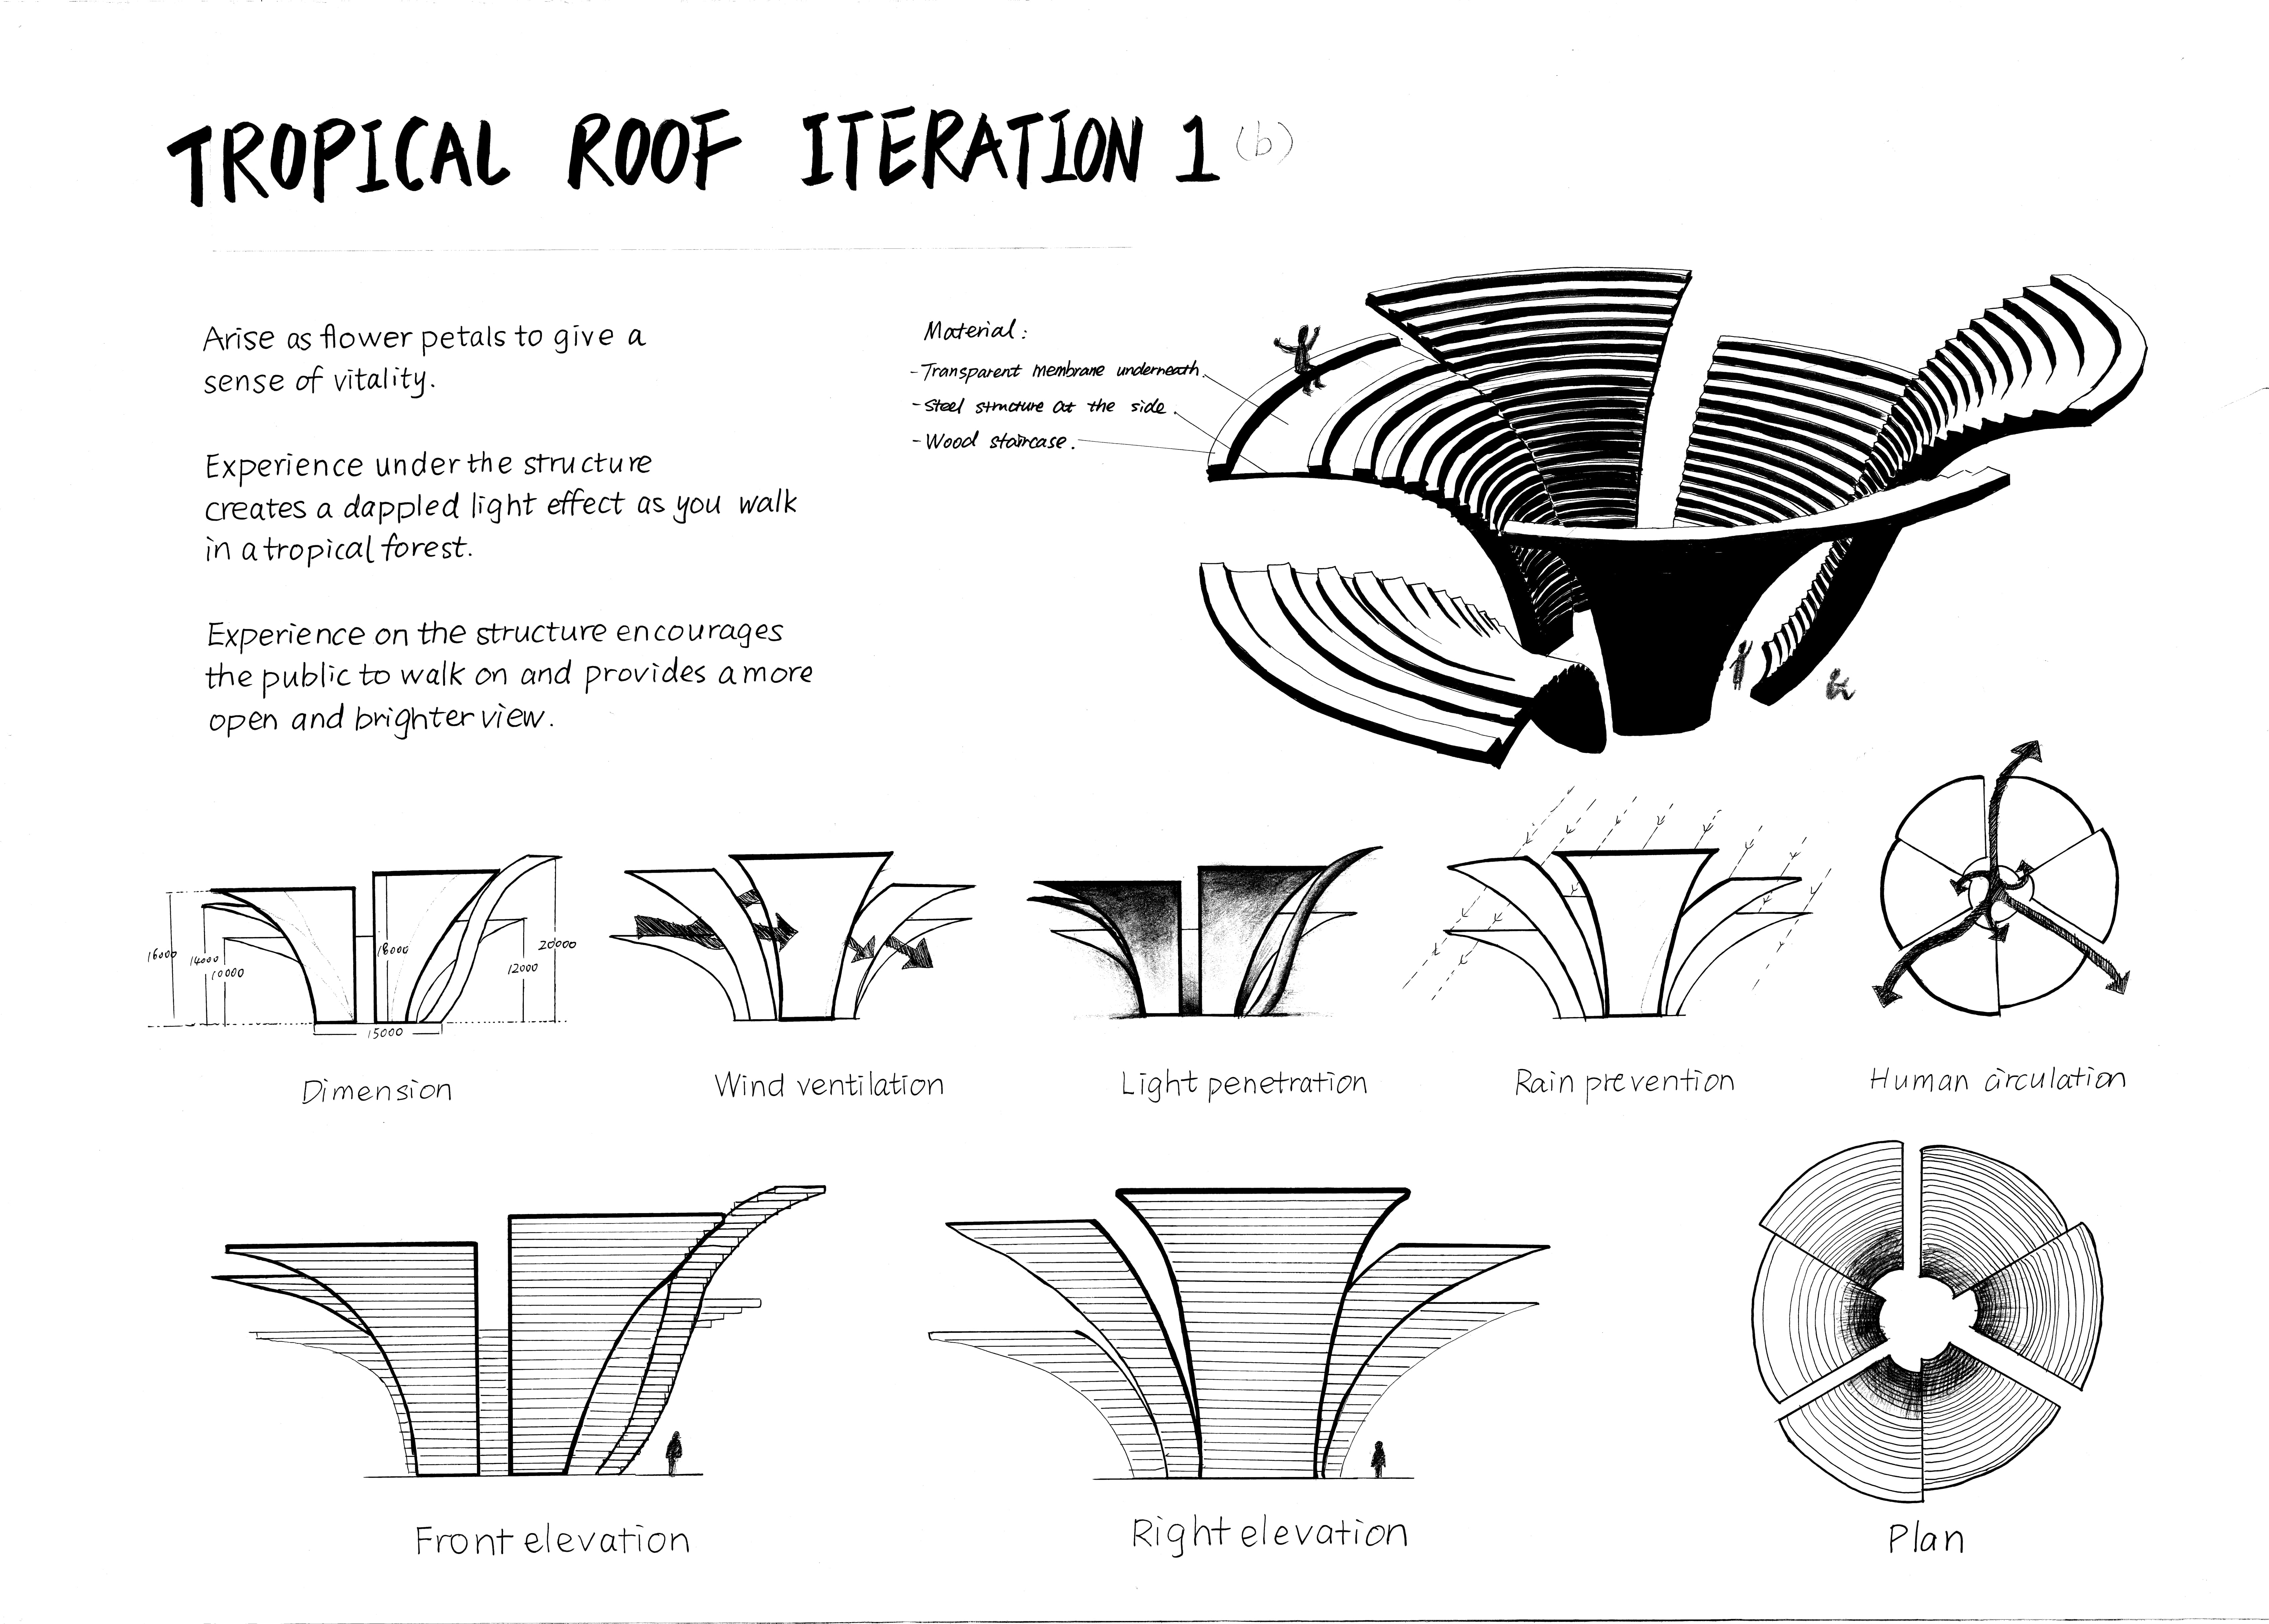 TROPICAL ROOF ITERATION 1 (b)
Arise as flower petals to give a
sense of vitality.
Experience under the structure
creates a dappled light effect as you walk
in a tropical forest.
Experience on the structure encourages
the public to walk on and provides a more
open and brighter view.
Material:
- Transparent membrane underneath.
- Steel structure at the side.
- Wood staircase.
16000
14000
10000
18000
12000
20000
15000
Dimension
Wind ventilation
Light penetration
Rain prevention
Human circulation
Front elevation
Right elevation
Plan